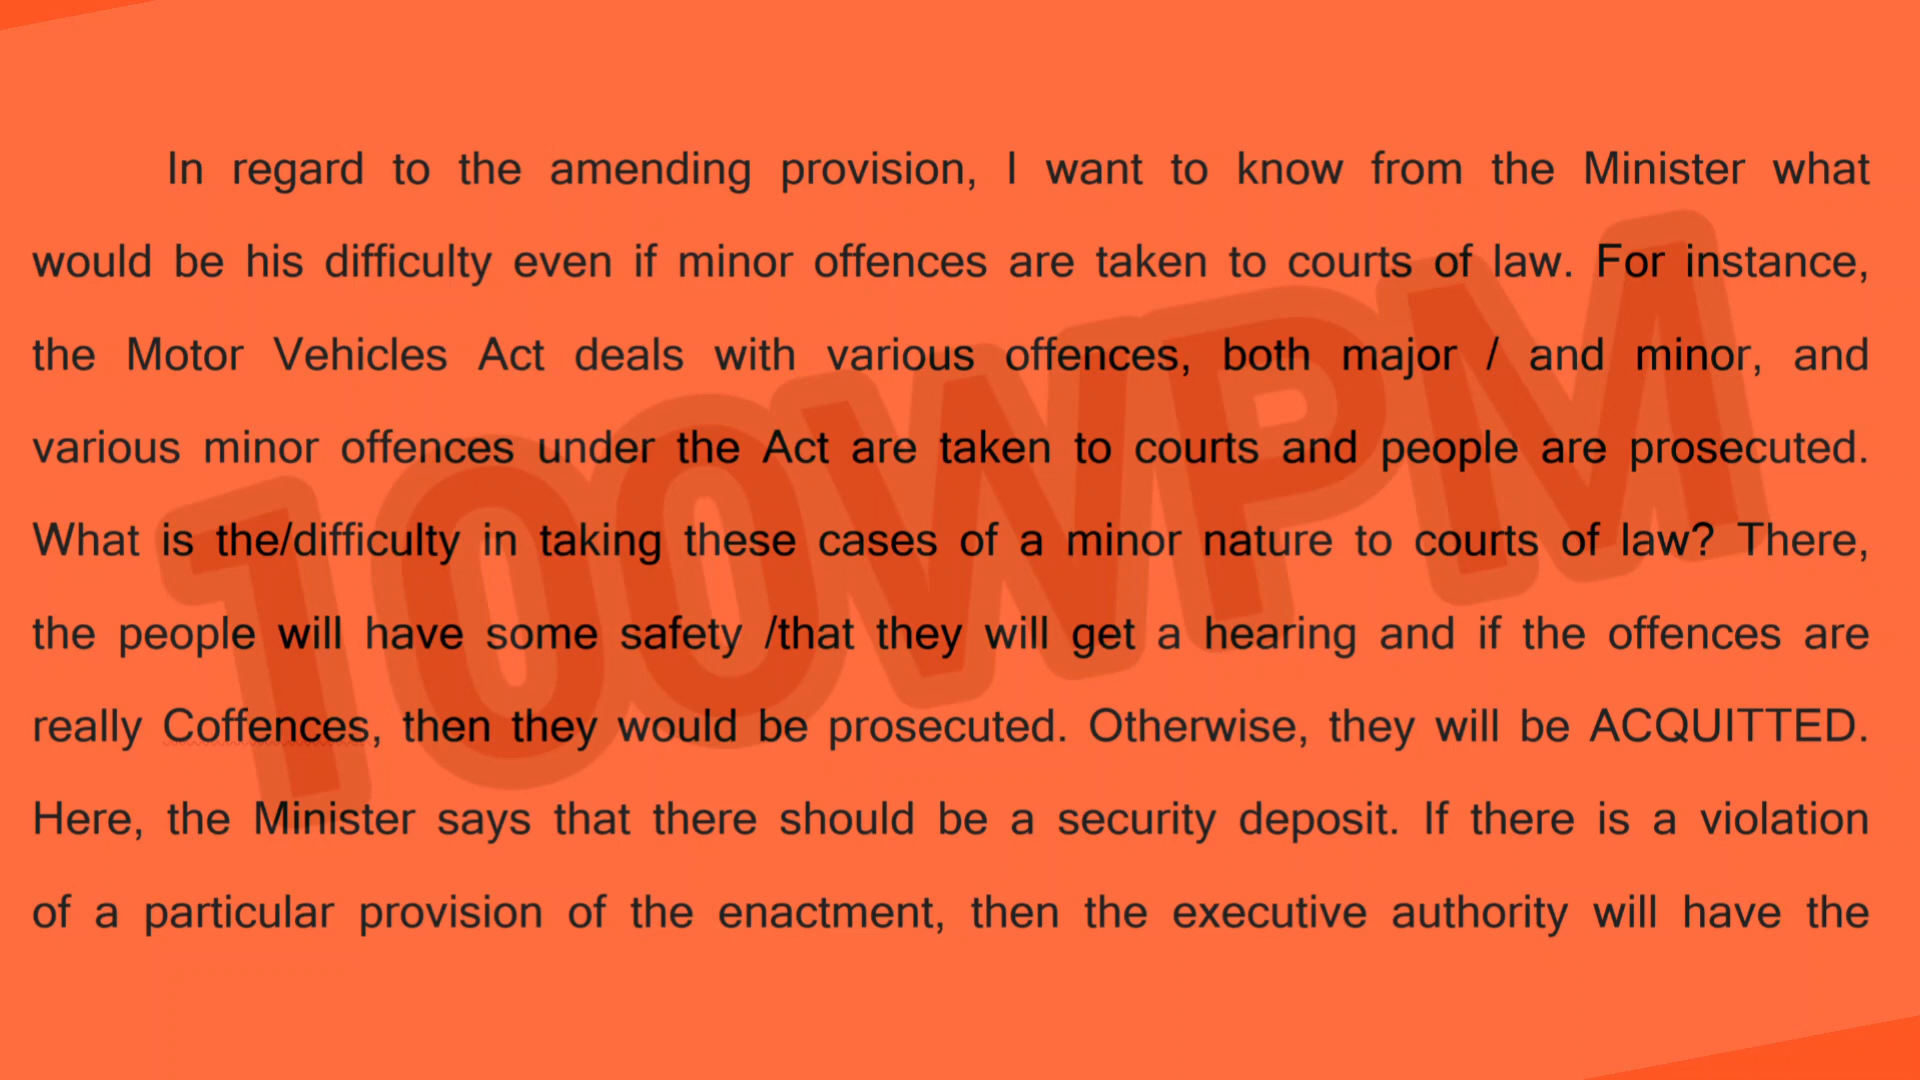 In regard to the amending provision, I want to know from the Minister what
would be his difficulty even if minor offences are taken to courts of law. For instance,
the Motor Vehicles Act deals with various offences, both major / and minor, and
various minor offences under the Act are taken to courts and people are prosecuted.
What is the/difficulty in taking these cases of a minor nature to courts of law? There,
the people will have some safety /that they will get a hearing and if the offences are
really Coffences, then they would be prosecuted. Otherwise, they will be ACQUITTED.
Here, the Minister says that there should be a security deposit. If there is a violation
of a particular provision of the enactment, then the executive authority will have the
100WPM